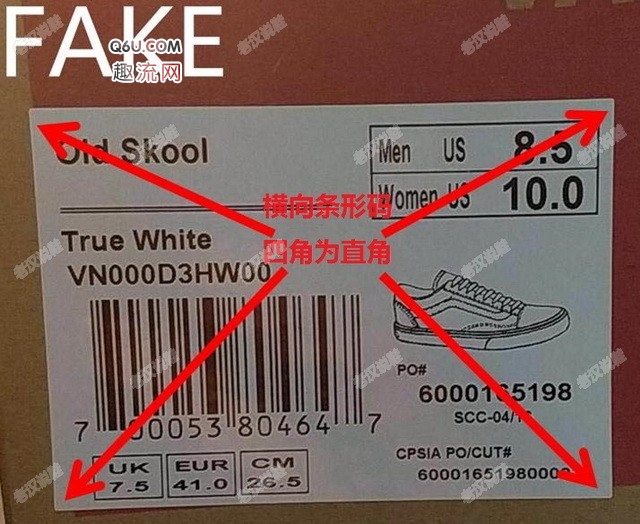 FAKE
Q6U.COM
趣流网
Old Skool
Men US 8.5
Women US 10.0
横向条形码
四角为直角
True White
VN000D3HW00
7 00053 80464 7
PO#
6000165198
UK EUR CM
7.5 41.0 26.5
CPSIA PO/CUT#